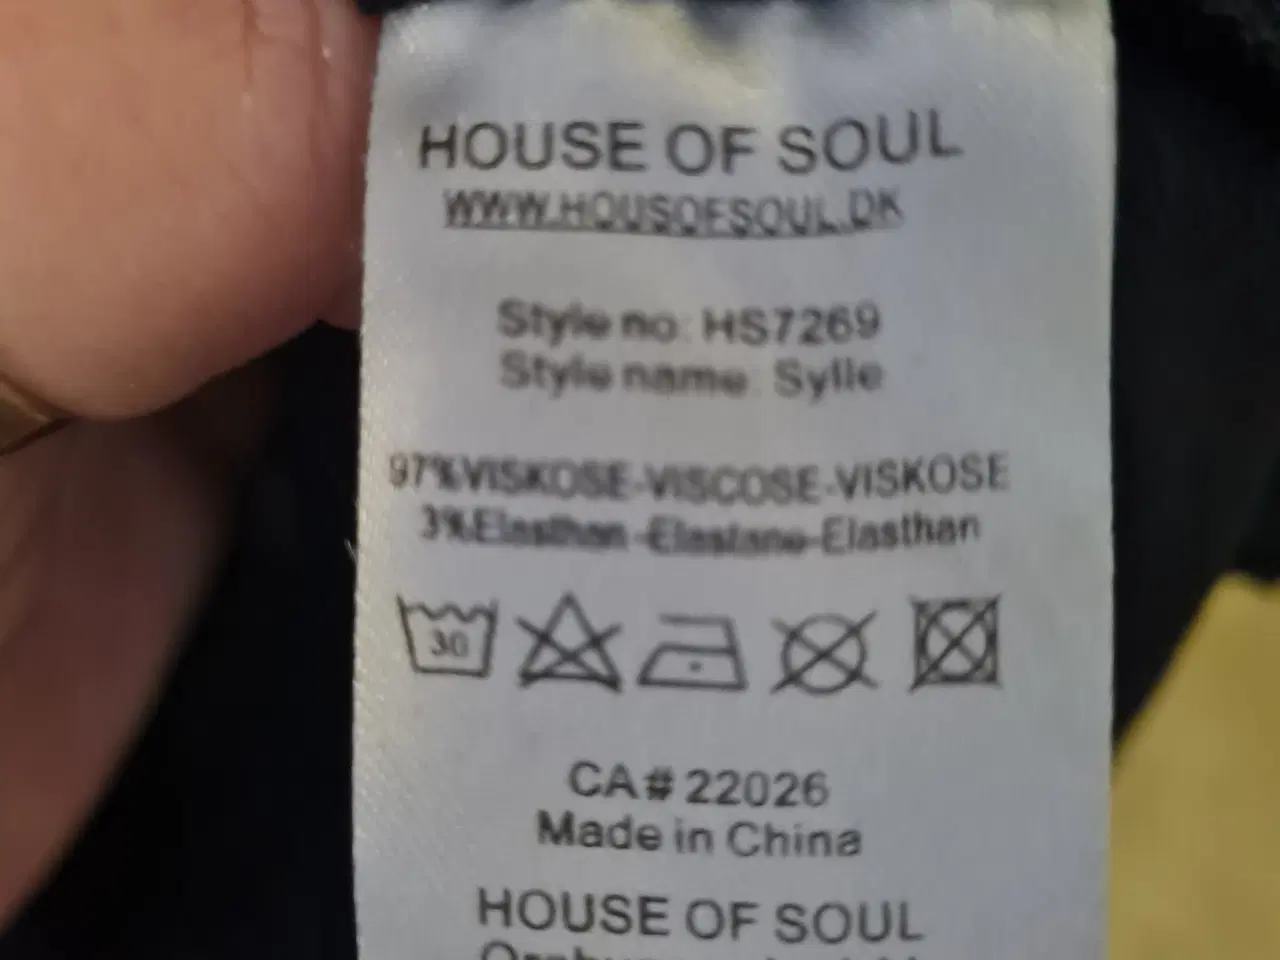 HOUSE OF SOUL
WWW.HOUSOFSOUL.DK
Style no: HS7269
Style name: Sylle
97%VISKOSE-VISCOSE-VISKOSE
3%Elasthan-Elastane-Elasthan
30
CA#22026
Made in China
HOUSE OF SOUL